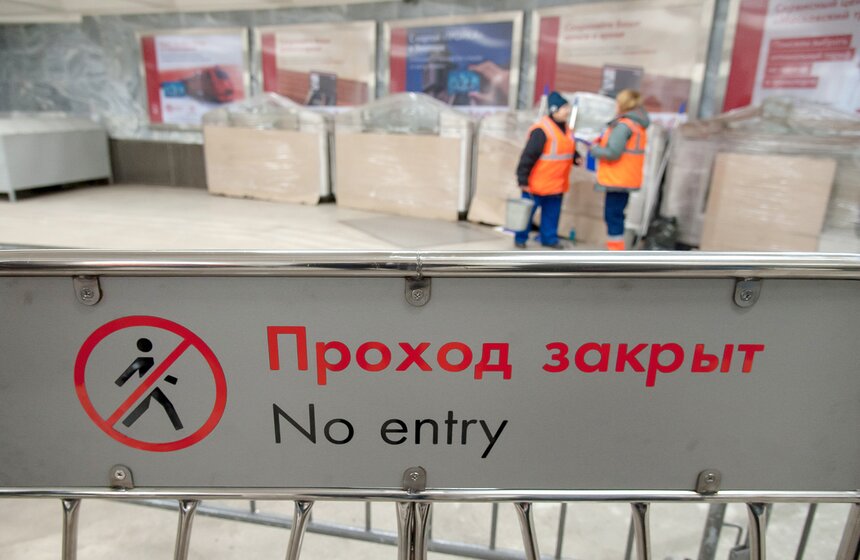 Проход закрыт
No entry